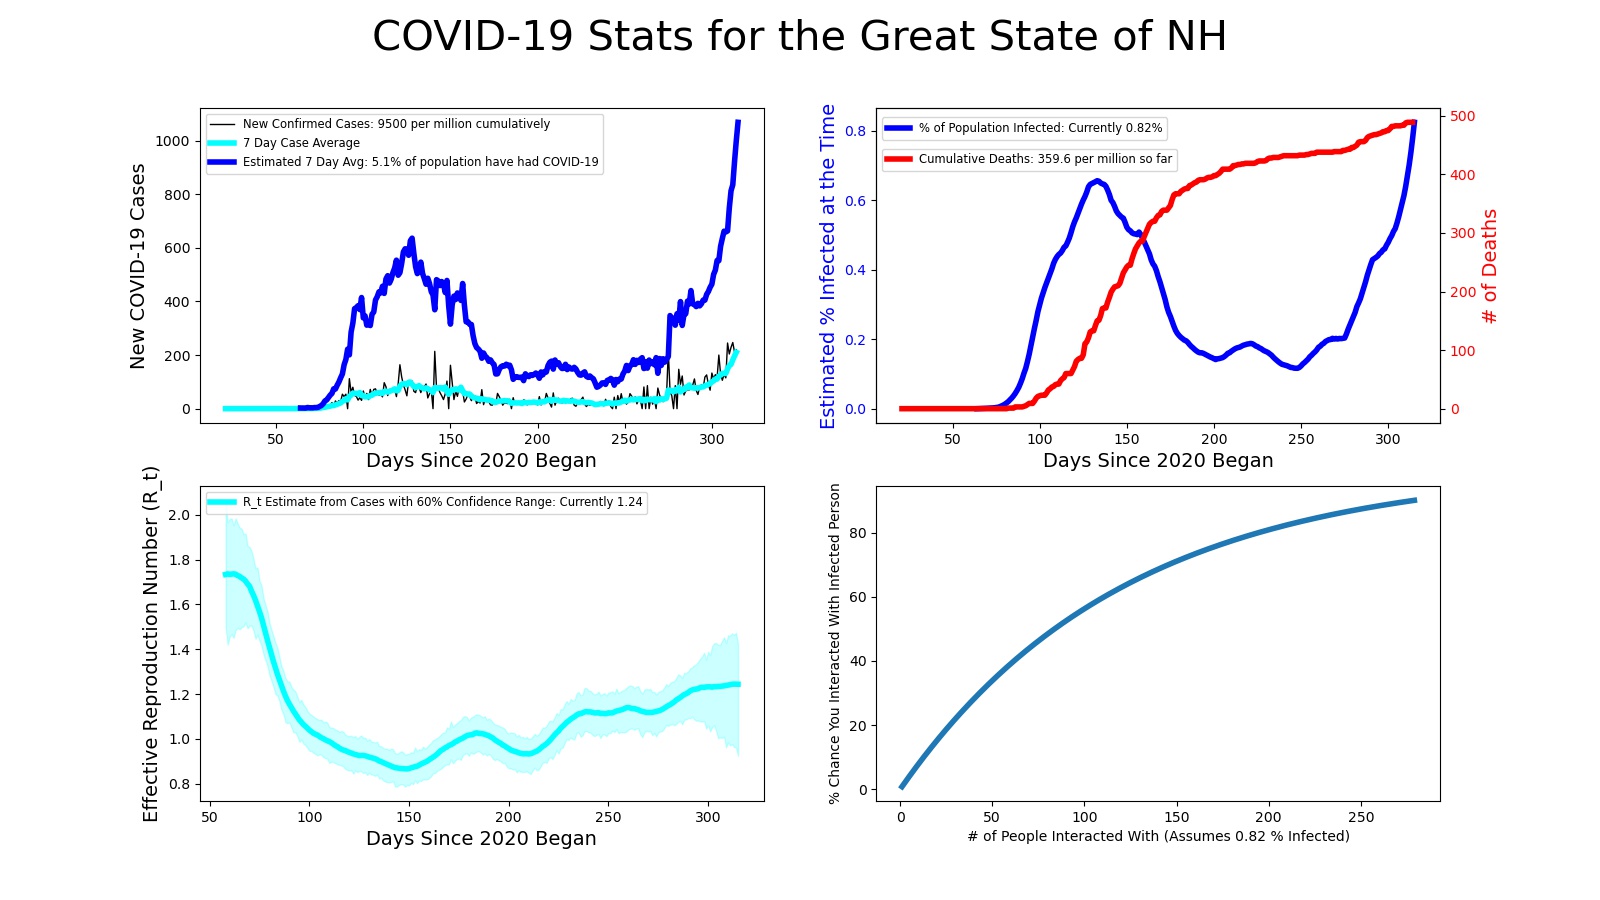 COVID-19 Stats for the Great State of NH
New COVID-19 Cases
1000
800
600
400
200
0
New Confirmed Cases: 9500 per million cumulatively
7 Day Case Average
Estimated 7 Day Avg: 5.1% of population have had COVID-19
50 100 150 200 250 300
Days Since 2020 Began
Estimated % Infected at the Time
0.8
0.6
0.4
0.2
0.0
% of Population Infected: Currently 0.82%
Cumulative Deaths: 359.6 per million so far
500
400
300
200
100
0
# of Deaths
50 100 150 200 250 300
Days Since 2020 Began
Effective Reproduction Number (R_t)
2.0
1.8
1.6
1.4
1.2
1.0
0.8
R_t Estimate from Cases with 60% Confidence Range: Currently 1.24
50 100 150 200 250 300
Days Since 2020 Began
% Chance You Interacted With Infected Person
80
60
40
20
0
0 50 100 150 200 250
# of People Interacted With (Assumes 0.82 % Infected)